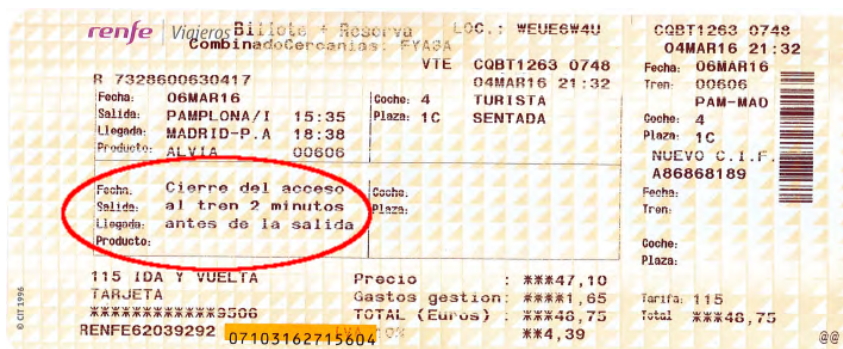 renfe Viajeros Billete + Reserva LOC.: WEUE6W4U
CombinadoCercanias: FYASA
VTE CQBT1263 0748
R 7328600630417 04MAR16 21:32
Fecha: 06MAR16 Coche: 4 TURISTA
Salida: PAMPLONA/I 15:35 Plaza: 1C SENTADA
Llegada: MADRID-P.A 18:38
Producto: ALVIA 00606
Fecha: Cierre del acceso Coche:
Salida: al tren 2 minutos Plaza:
Llegada: antes de la salida
Producto:
115 IDA Y VUELTA Precio : ***47,10
TARJETA Gastos gestion: ****1,65
************9506 TOTAL (Euros) : ***48,75
RENFE62039292 07103162715604 IVA 10% **4,39
© CIT 1996
CQBT1263 0748
04MAR16 21:32
Fecha: 06MAR16
Tren: 00606
PAM-MAD
Coche: 4
Plaza: 1C
NUEVO C.I.F.
A86868189
Fecha:
Tren:
Coche:
Plaza:
Tarifa: 115
Total ***48,75
@@